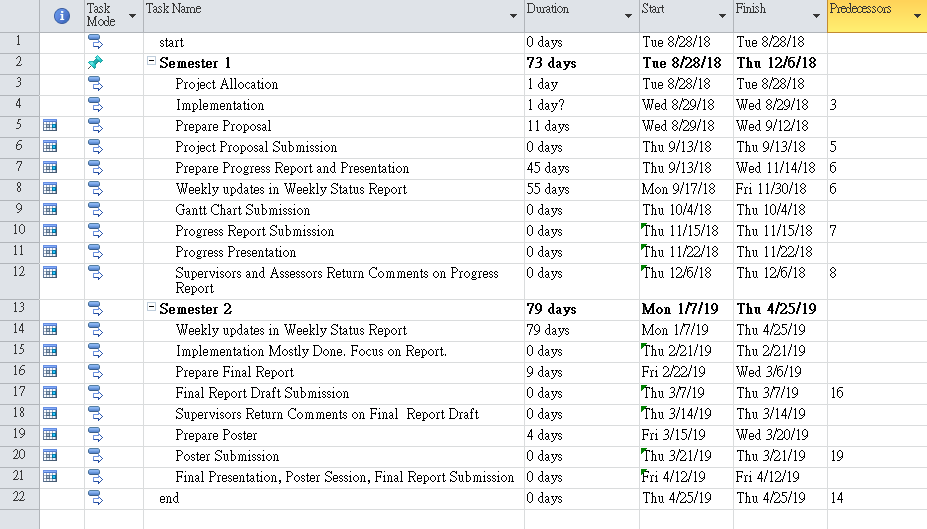 Task Mode Task Name Duration Start Finish Predecessors
1 start 0 days Tue 8/28/18 Tue 8/28/18
2 Semester 1 73 days Tue 8/28/18 Thu 12/6/18
3 Project Allocation 1 day Tue 8/28/18 Tue 8/28/18
4 Implementation 1 day? Wed 8/29/18 Wed 8/29/18 3
5 Prepare Proposal 11 days Wed 8/29/18 Wed 9/12/18
6 Project Proposal Submission 0 days Thu 9/13/18 Thu 9/13/18 5
7 Prepare Progress Report and Presentation 45 days Thu 9/13/18 Wed 11/14/18 6
8 Weekly updates in Weekly Status Report 55 days Mon 9/17/18 Fri 11/30/18 6
9 Gantt Chart Submission 0 days Thu 10/4/18 Thu 10/4/18
10 Progress Report Submission 0 days Thu 11/15/18 Thu 11/15/18 7
11 Progress Presentation 0 days Thu 11/22/18 Thu 11/22/18
12 Supervisors and Assessors Return Comments on Progress 0 days Thu 12/6/18 Thu 12/6/18 8
Report
13 Semester 2 79 days Mon 1/7/19 Thu 4/25/19
14 Weekly updates in Weekly Status Report 79 days Mon 1/7/19 Thu 4/25/19
15 Implementation Mostly Done. Focus on Report. 0 days Thu 2/21/19 Thu 2/21/19
16 Prepare Final Report 9 days Fri 2/22/19 Wed 3/6/19
17 Final Report Draft Submission 0 days Thu 3/7/19 Thu 3/7/19 16
18 Supervisors Return Comments on Final Report Draft 0 days Thu 3/14/19 Thu 3/14/19
19 Prepare Poster 4 days Fri 3/15/19 Wed 3/20/19
20 Poster Submission 0 days Thu 3/21/19 Thu 3/21/19 19
21 Final Presentation, Poster Session, Final Report Submission 0 days Fri 4/12/19 Fri 4/12/19
22 end 0 days Thu 4/25/19 Thu 4/25/19 14